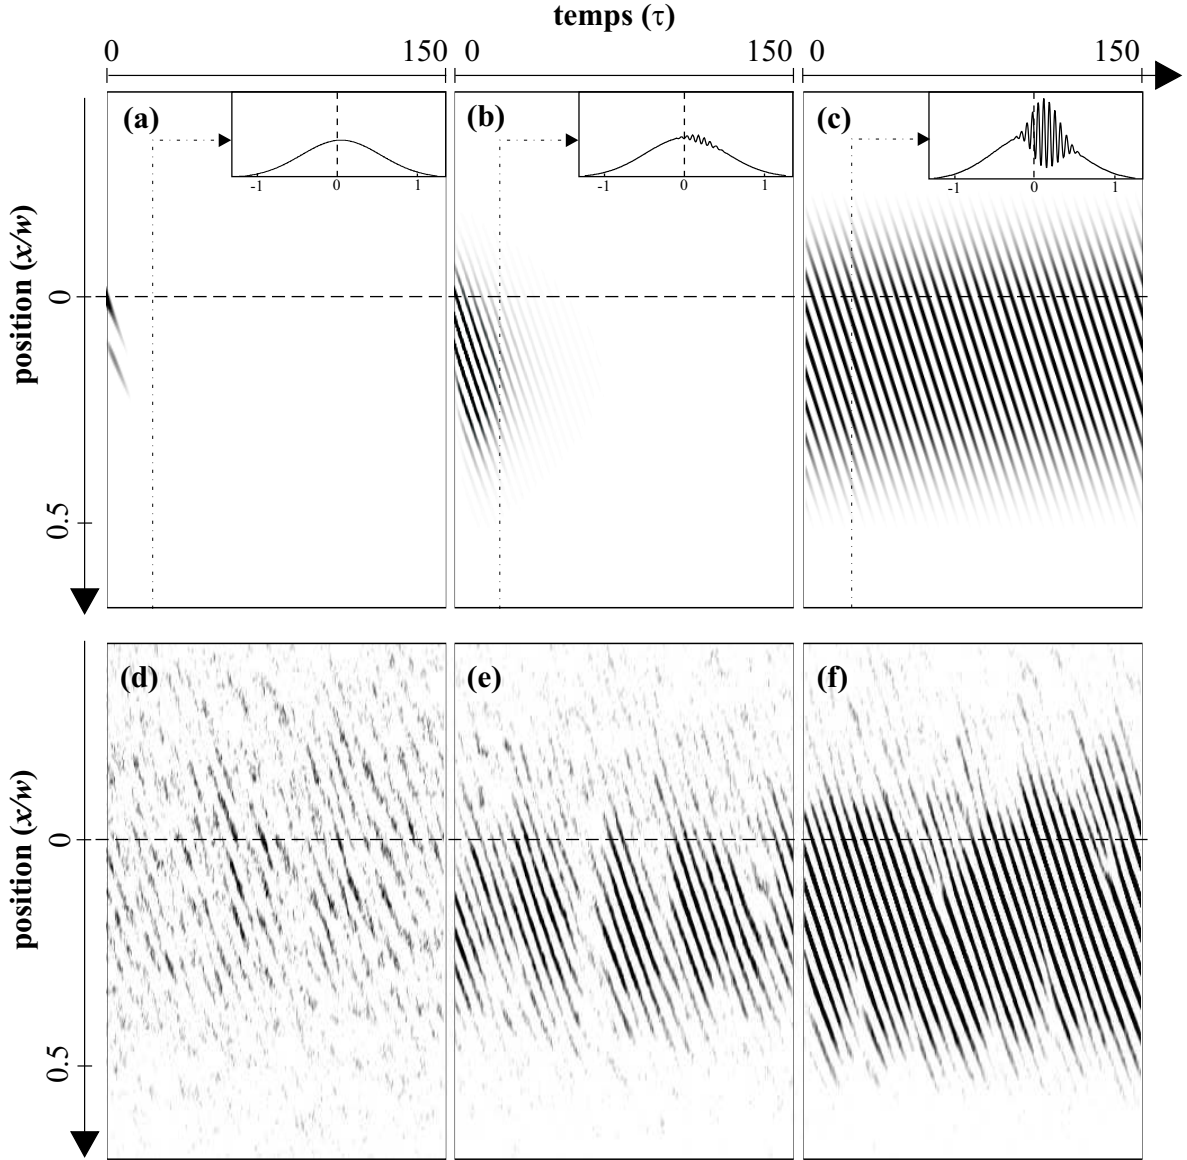 temps (τ)
0 150 0 150 0 150
(a) (b) (c)
-1 0 1 -1 0 1 -1 0 1
position (x/w)
0
0.5
(d) (e) (f)
position (x/w)
0
0.5